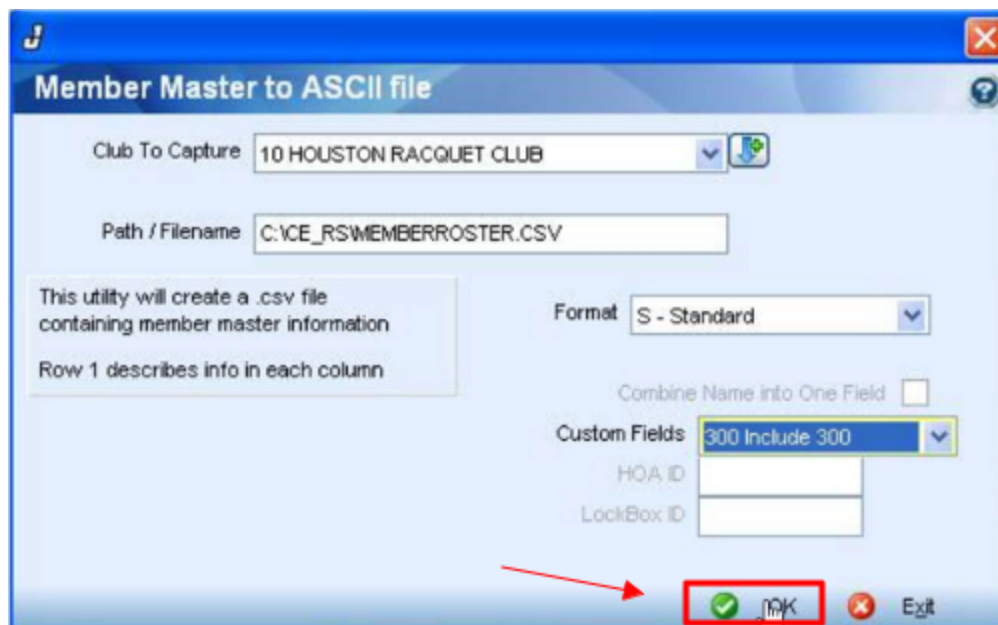 Member Master to ASCII file
Club To Capture 10 HOUSTON RACQUET CLUB
Path / Filename C:\CE_RS\MEMBERROSTER.CSV
This utility will create a .csv file
containing member master information
Row 1 describes info in each column
Format S - Standard
Combine Name into One Field
Custom Fields 300 Include 300
HOA ID
LockBox ID
OK Exit